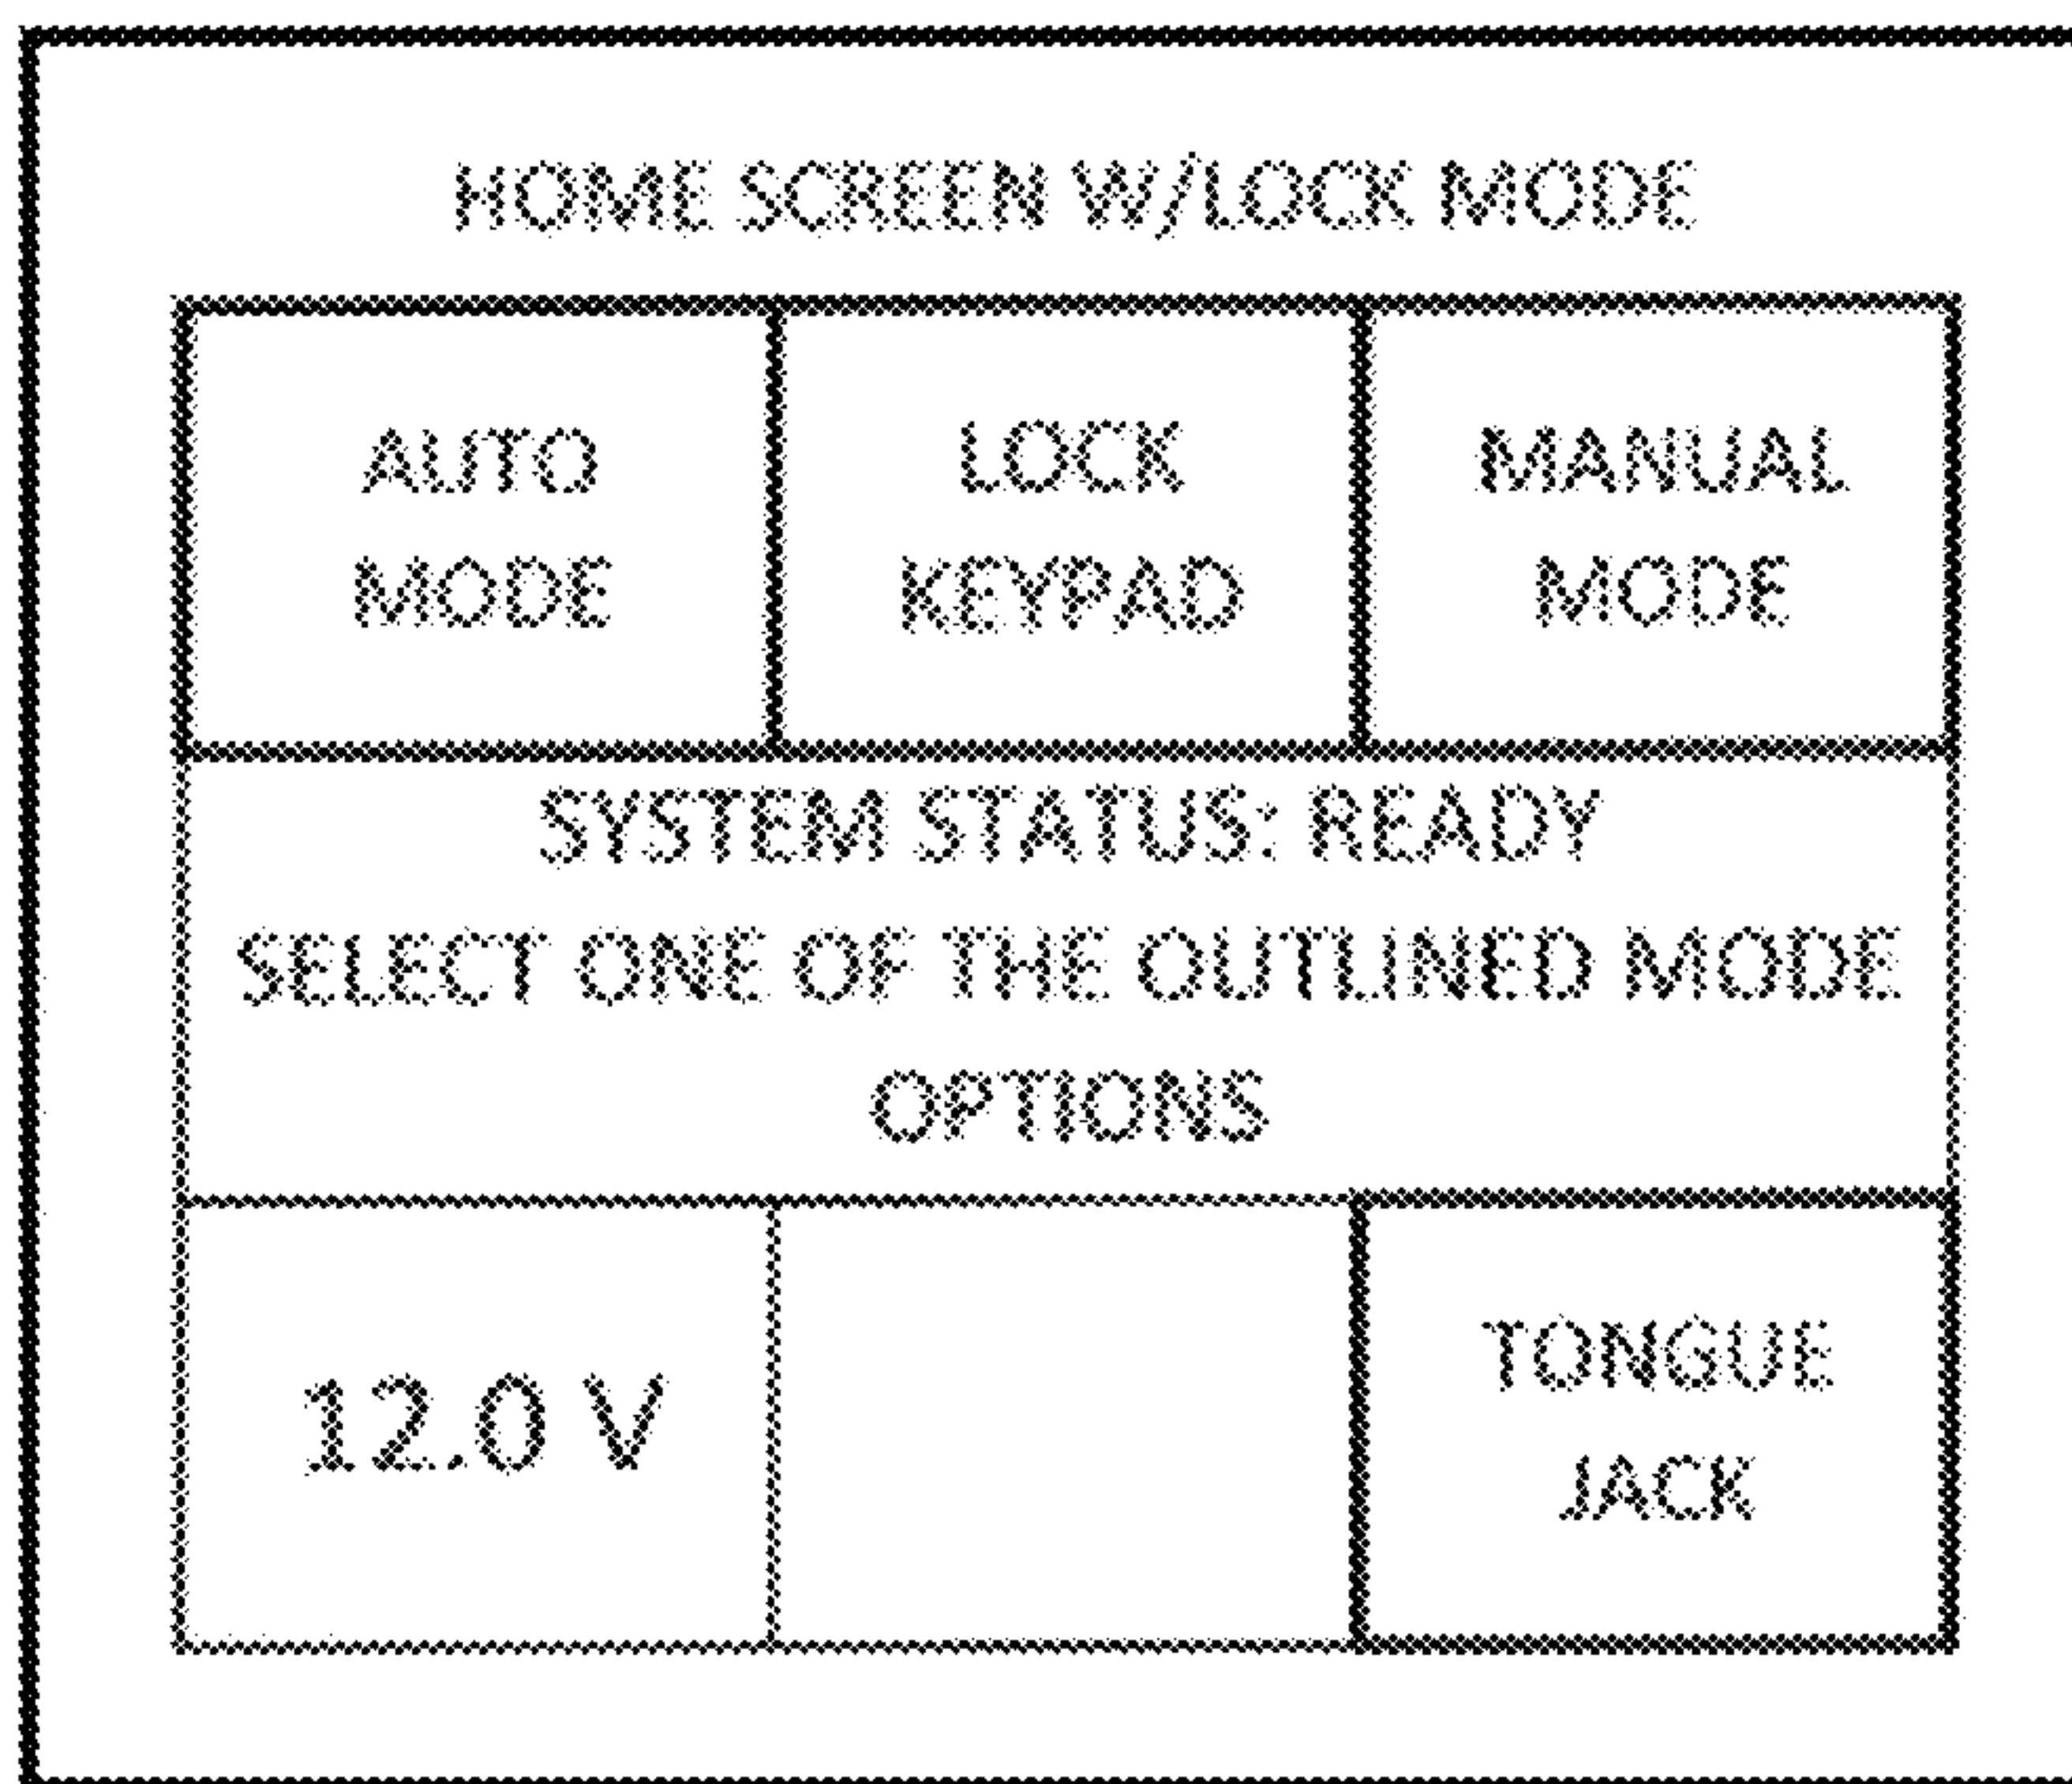 HOME SCREEN W/LOCK MODE
AUTO
MODE
LOCK
KEYPAD
MANUAL
MODE
SYSTEM STATUS: READY
SELECT ONE OF THE OUTLINED MODE
OPTIONS
12.0 V
TONGUE
JACK